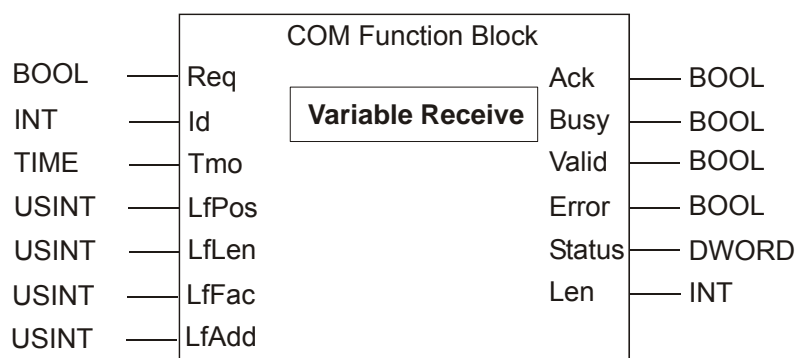 COM Function Block
Variable Receive
BOOL Req Ack BOOL
INT Id Busy BOOL
TIME Tmo Valid BOOL
USINT LfPos Error BOOL
USINT LfLen Status DWORD
USINT LfFac Len INT
USINT LfAdd